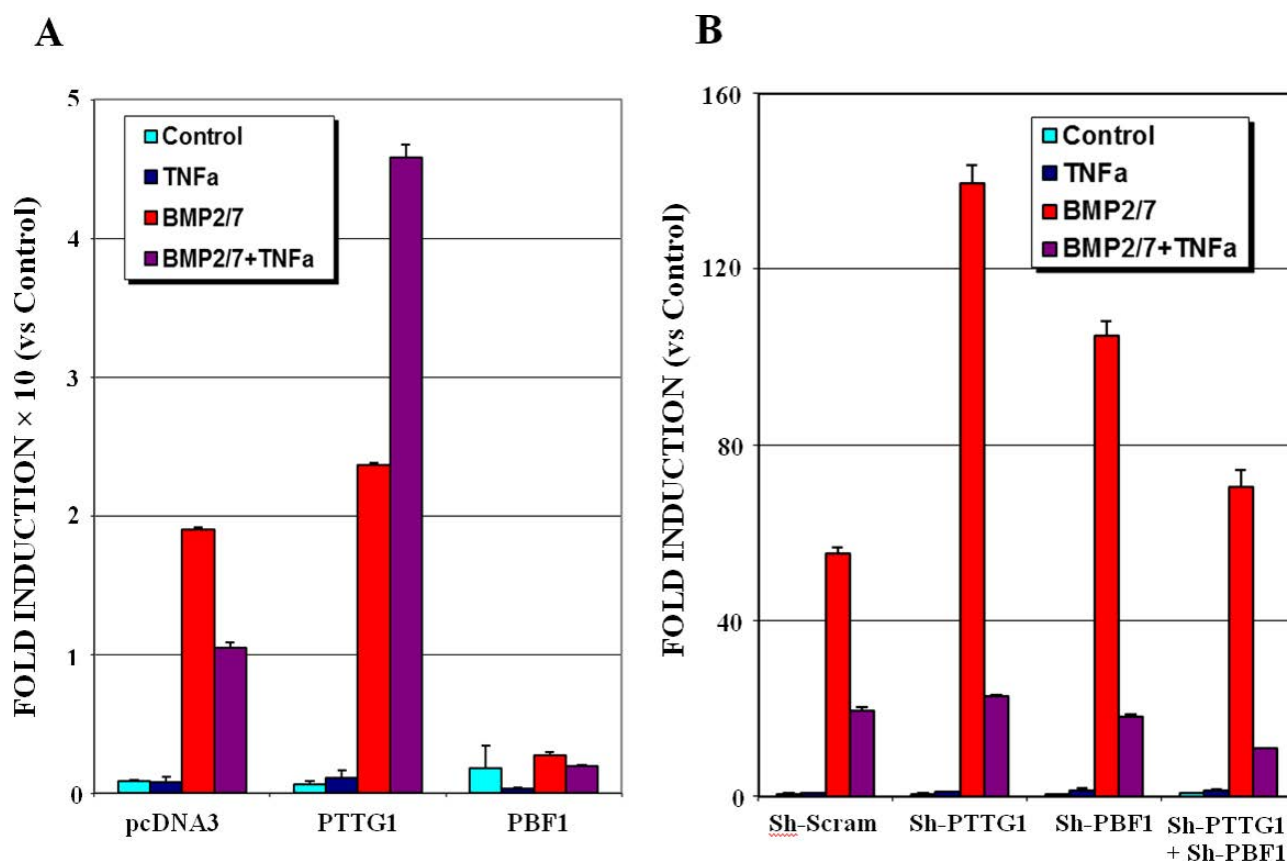 A
FOLD INDUCTION × 10 (vs Control)
5
4
3
2
1
0
Control
TNFa
BMP2/7
BMP2/7+TNFa
pcDNA3
PTTG1
PBF1
B
FOLD INDUCTION (vs Control)
160
120
80
40
0
Control
TNFa
BMP2/7
BMP2/7+TNFa
Sh-Scram
Sh-PTTG1
Sh-PBF1
Sh-PTTG1
+ Sh-PBF1